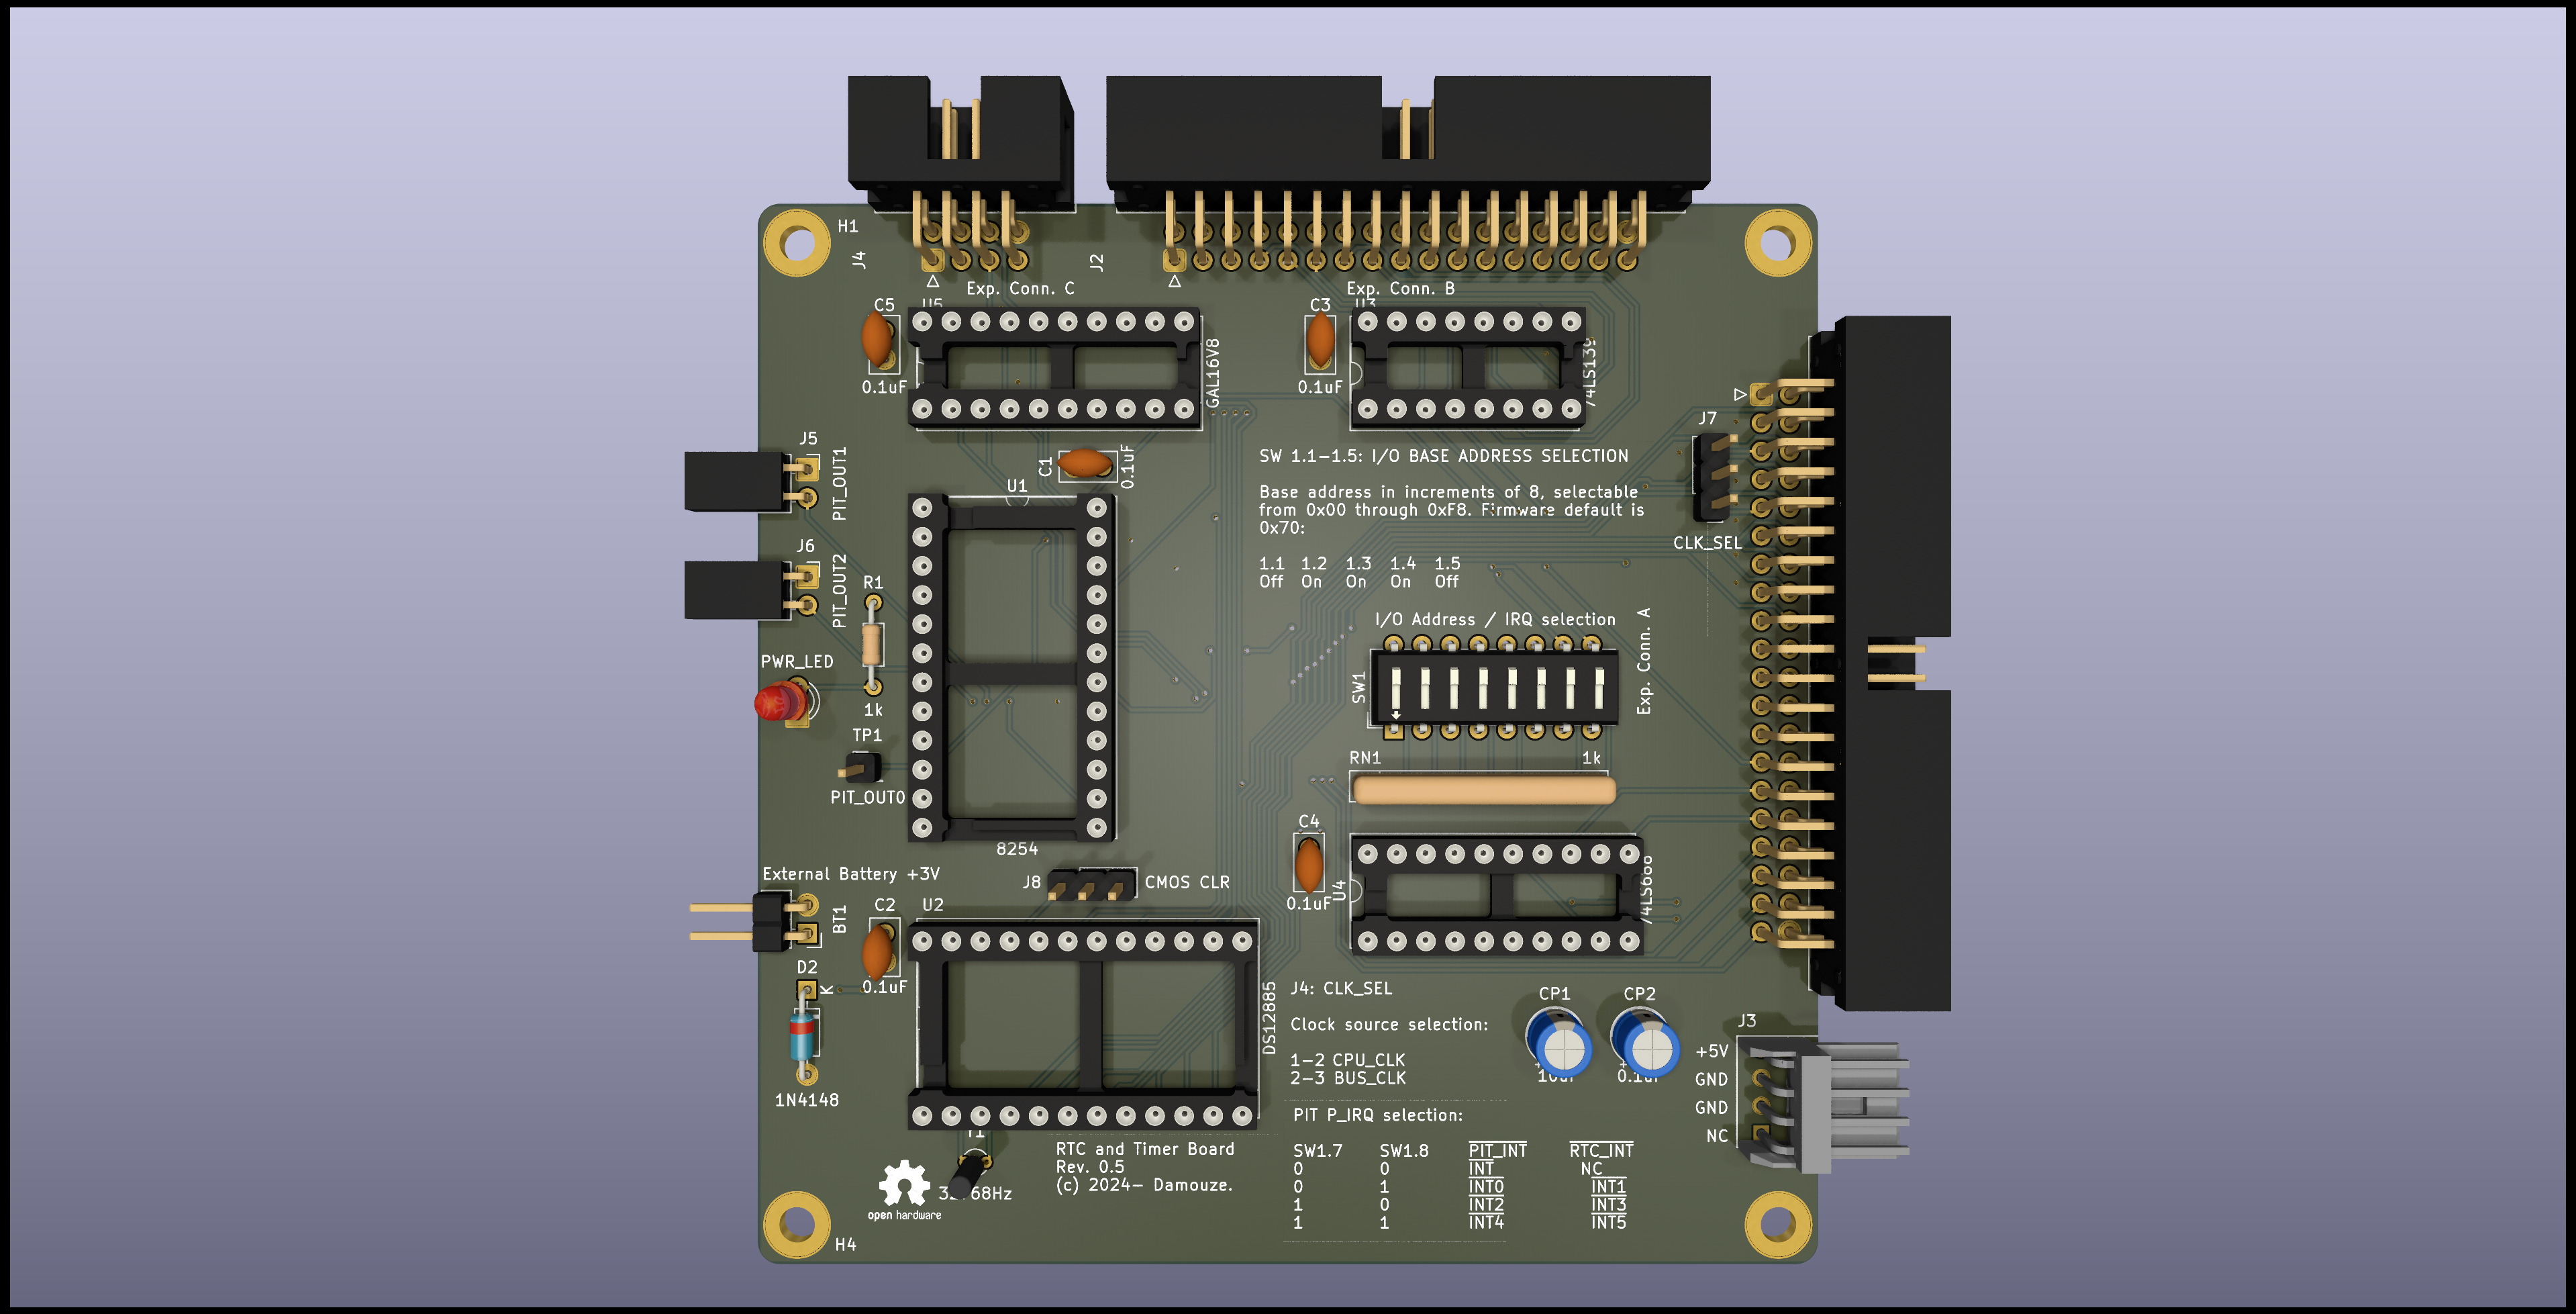 H1
J4
J2
Exp. Conn. C
Exp. Conn. B
C5
U5
C3
U3
0.1uF
GAL16V8
0.1uF
J7
CLK_SEL
J5
PIT_OUT1
C1
0.1uF
U1
SW 1.1-1.5: I/O BASE ADDRESS SELECTION
Base address in increments of 8, selectable
from 0x00 through 0xF8. Firmware default is
0x70:
1.1 1.2 1.3 1.4 1.5
Off On On On Off
J6
PIT_OUT2
R1
1k
I/O Address / IRQ selection
SW1
Exp. Conn. A
PWR_LED
TP1
PIT_OUT0
RN1
1k
8254
C4
0.1uF
U4
External Battery +3V
BT1
J8
CMOS CLR
C2
U2
0.1uF
D2
K
1N4148
DS12885
J4: CLK_SEL
Clock source selection:
1-2 CPU_CLK
2-3 BUS_CLK
CP1
CP2
J3
+5V
GND
GND
NC
PIT P_IRQ selection:
SW1.7 SW1.8 PIT_INT RTC_INT
0 0 INT NC
0 1 INT0 INT1
1 0 INT2 INT3
1 1 INT4 INT5
RTC and Timer Board
Rev. 0.5
(c) 2024- Damouze.
open hardware
H4